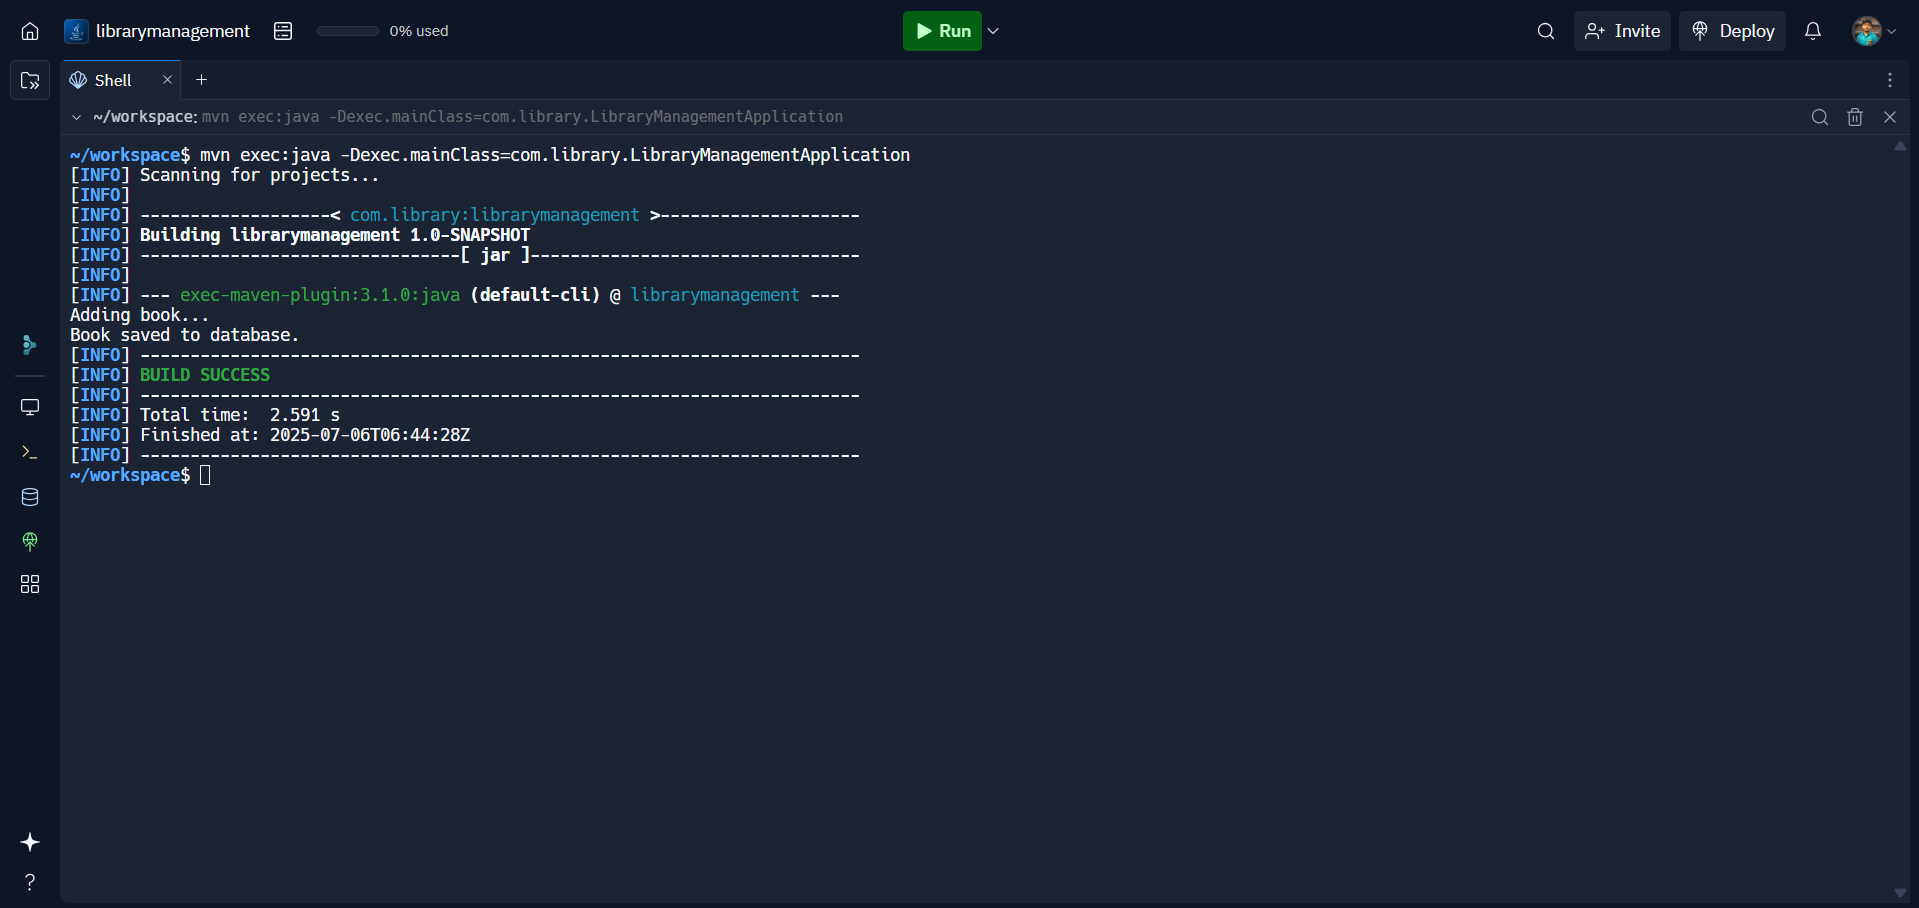 librarymanagement 0% used Run Invite Deploy
Shell
~/workspace: mvn exec:java -Dexec.mainClass=com.library.LibraryManagementApplication
~/workspace$ mvn exec:java -Dexec.mainClass=com.library.LibraryManagementApplication
[INFO] Scanning for projects...
[INFO]
[INFO] -------------------< com.library:librarymanagement >--------------------
[INFO] Building librarymanagement 1.0-SNAPSHOT
[INFO] --------------------------------[ jar ]---------------------------------
[INFO]
[INFO] --- exec-maven-plugin:3.1.0:java (default-cli) @ librarymanagement ---
Adding book...
Book saved to database.
[INFO] ------------------------------------------------------------------------
[INFO] BUILD SUCCESS
[INFO] ------------------------------------------------------------------------
[INFO] Total time:  2.591 s
[INFO] Finished at: 2025-07-06T06:44:28Z
[INFO] ------------------------------------------------------------------------
~/workspace$